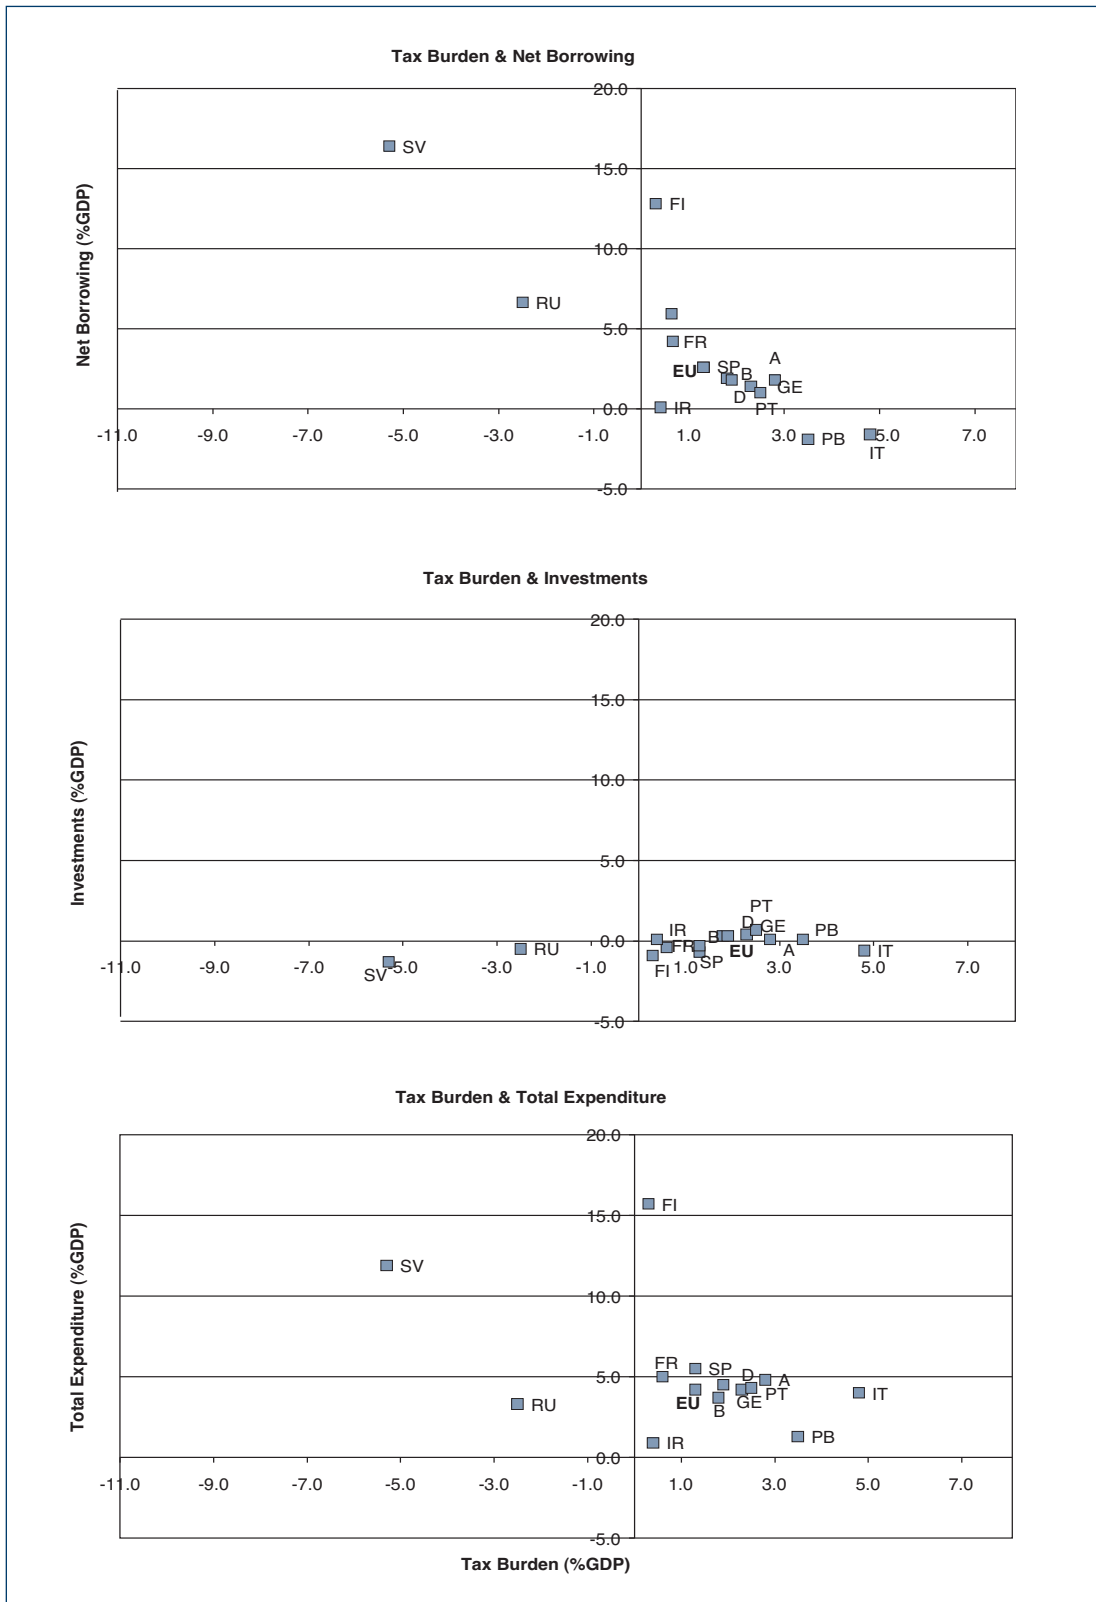 Tax Burden & Net Borrowing
Net Borrowing (%GDP)
20.0
SV
15.0
FI
10.0
RU
5.0
FR
A
EU SP B
D GE
0.0 IR PT
-11.0 -9.0 -7.0 -5.0 -3.0 -1.0 1.0 3.0 5.0 7.0
PB
IT
-5.0
Tax Burden & Investments
Investments (%GDP)
20.0
15.0
10.0
5.0
PT
IR B D GE PB
0.0 FR EU A IT
RU
-11.0 -9.0 -7.0 -5.0 -3.0 -1.0 1.0 3.0 5.0 7.0
SV FI SP
-5.0
Tax Burden & Total Expenditure
Total Expenditure (%GDP)
20.0
FI
15.0
SV
10.0
FR SP D
5.0 A
EU B GE PT IT
RU
IR PB
0.0
-11.0 -9.0 -7.0 -5.0 -3.0 -1.0 1.0 3.0 5.0 7.0
-5.0
Tax Burden (%GDP)